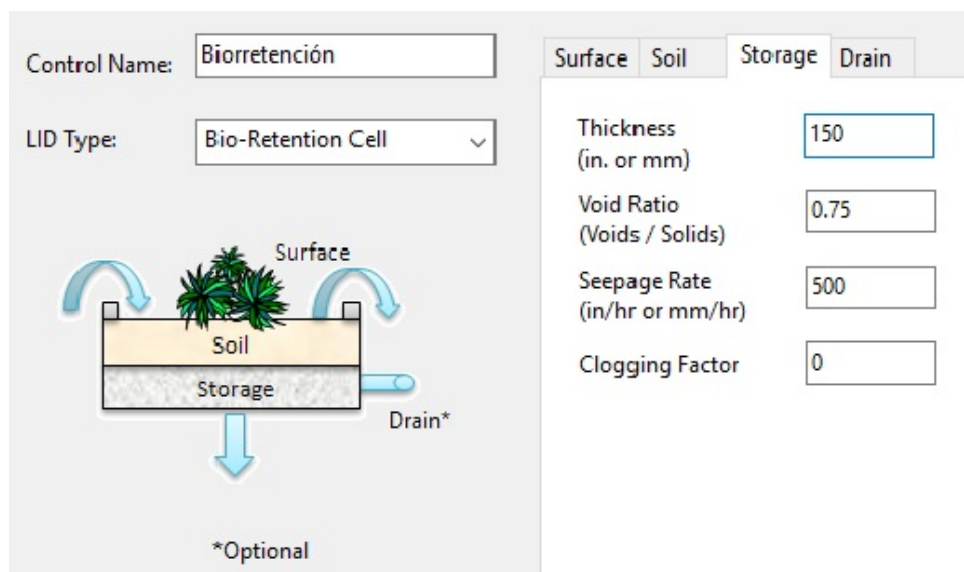 Control Name: Biorretención
LID Type: Bio-Retention Cell
Surface
Soil
Storage
Drain*
*Optional
Surface Soil Storage Drain
Thickness
(in. or mm)
150
Void Ratio
(Voids / Solids)
0.75
Seepage Rate
(in/hr or mm/hr)
500
Clogging Factor
0